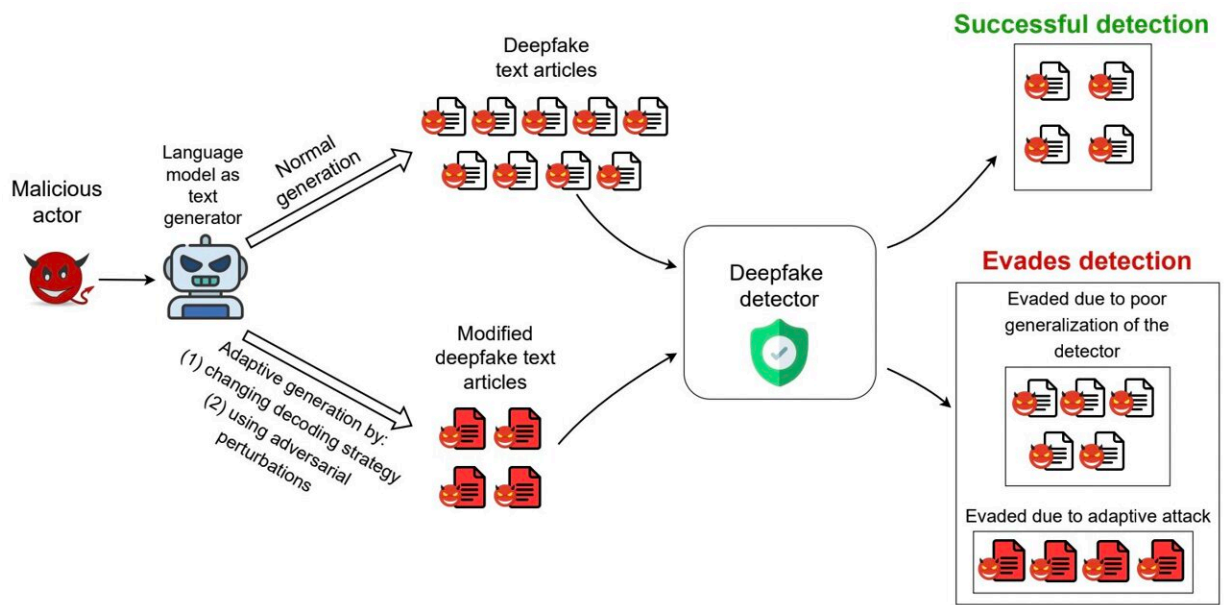 Malicious
actor
Language
model as
text
generator
Normal
generation
Adaptive generation by:
(1) changing decoding strategy
(2) using adversarial
perturbations
Deepfake
text articles
Modified
deepfake text
articles
Deepfake
detector
Successful detection
Evades detection
Evaded due to poor
generalization of the
detector
Evaded due to adaptive attack